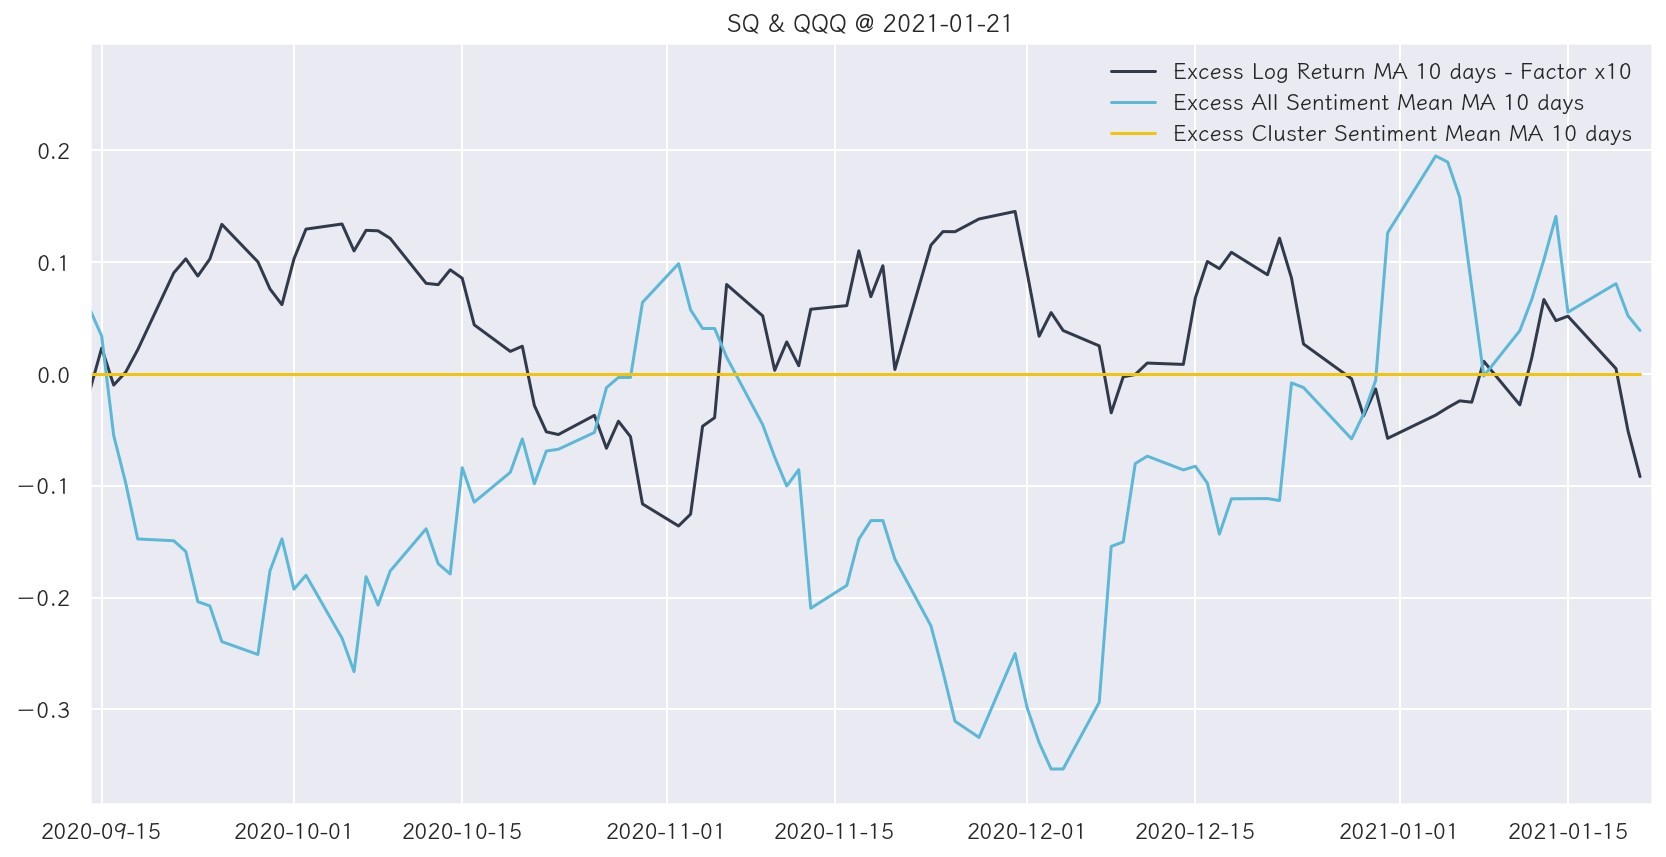 SQ & QQQ @ 2021-01-21
Excess Log Return MA 10 days - Factor x10
Excess All Sentiment Mean MA 10 days
Excess Cluster Sentiment Mean MA 10 days
0.2
0.1
0.0
−0.1
−0.2
−0.3
2020-09-15 2020-10-01 2020-10-15 2020-11-01 2020-11-15 2020-12-01 2020-12-15 2021-01-01 2021-01-15